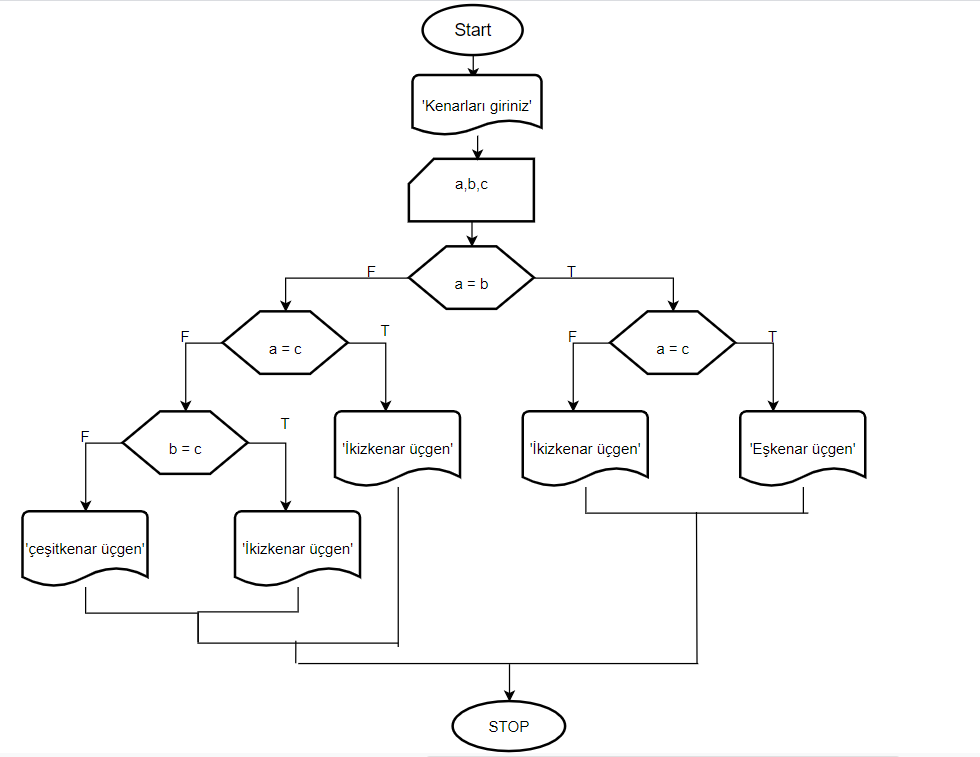 Start
'Kenarları giriniz'
a,b,c
a = b
F
T
a = c
F
T
a = c
F
T
b = c
F
T
'İkizkenar üçgen'
'İkizkenar üçgen'
'Eşkenar üçgen'
'çeşitkenar üçgen'
'İkizkenar üçgen'
STOP